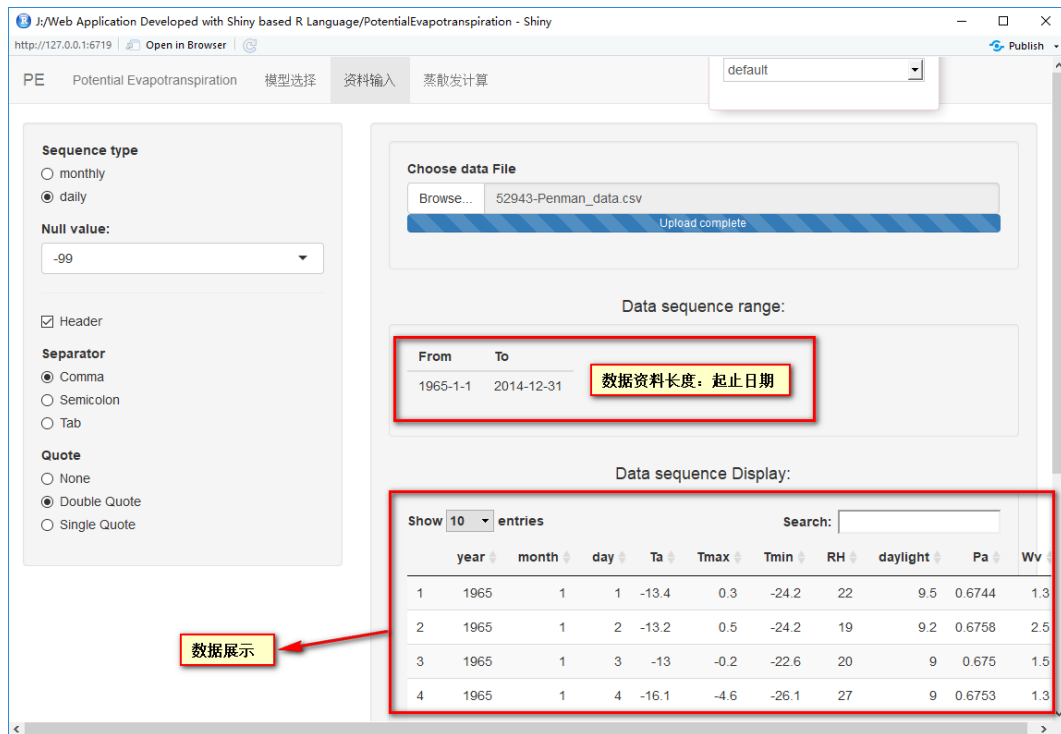 J:/Web Application Developed with Shiny based R Language/PotentialEvapotranspiration - Shiny
http://127.0.0.1:6719 Open in Browser Publish
PE Potential Evapotranspiration 模型选择 资料输入 蒸散发计算
default
Sequence type
monthly
daily
Null value:
-99
Header
Separator
Comma
Semicolon
Tab
Quote
None
Double Quote
Single Quote
Choose data File
Browse... 52943-Penman_data.csv
Upload complete
Data sequence range:
From To
1965-1-1 2014-12-31
数据资料长度：起止日期
Data sequence Display:
Show 10 entries Search:
year month day Ta Tmax Tmin RH daylight Pa Wv
1 1965 1 1 -13.4 0.3 -24.2 22 9.5 0.6744 1.3
2 1965 1 2 -13.2 0.5 -24.2 19 9.2 0.6758 2.5
3 1965 1 3 -13 -0.2 -22.6 20 9 0.675 1.5
4 1965 1 4 -16.1 -4.6 -26.1 27 9 0.6753 1.3
数据展示